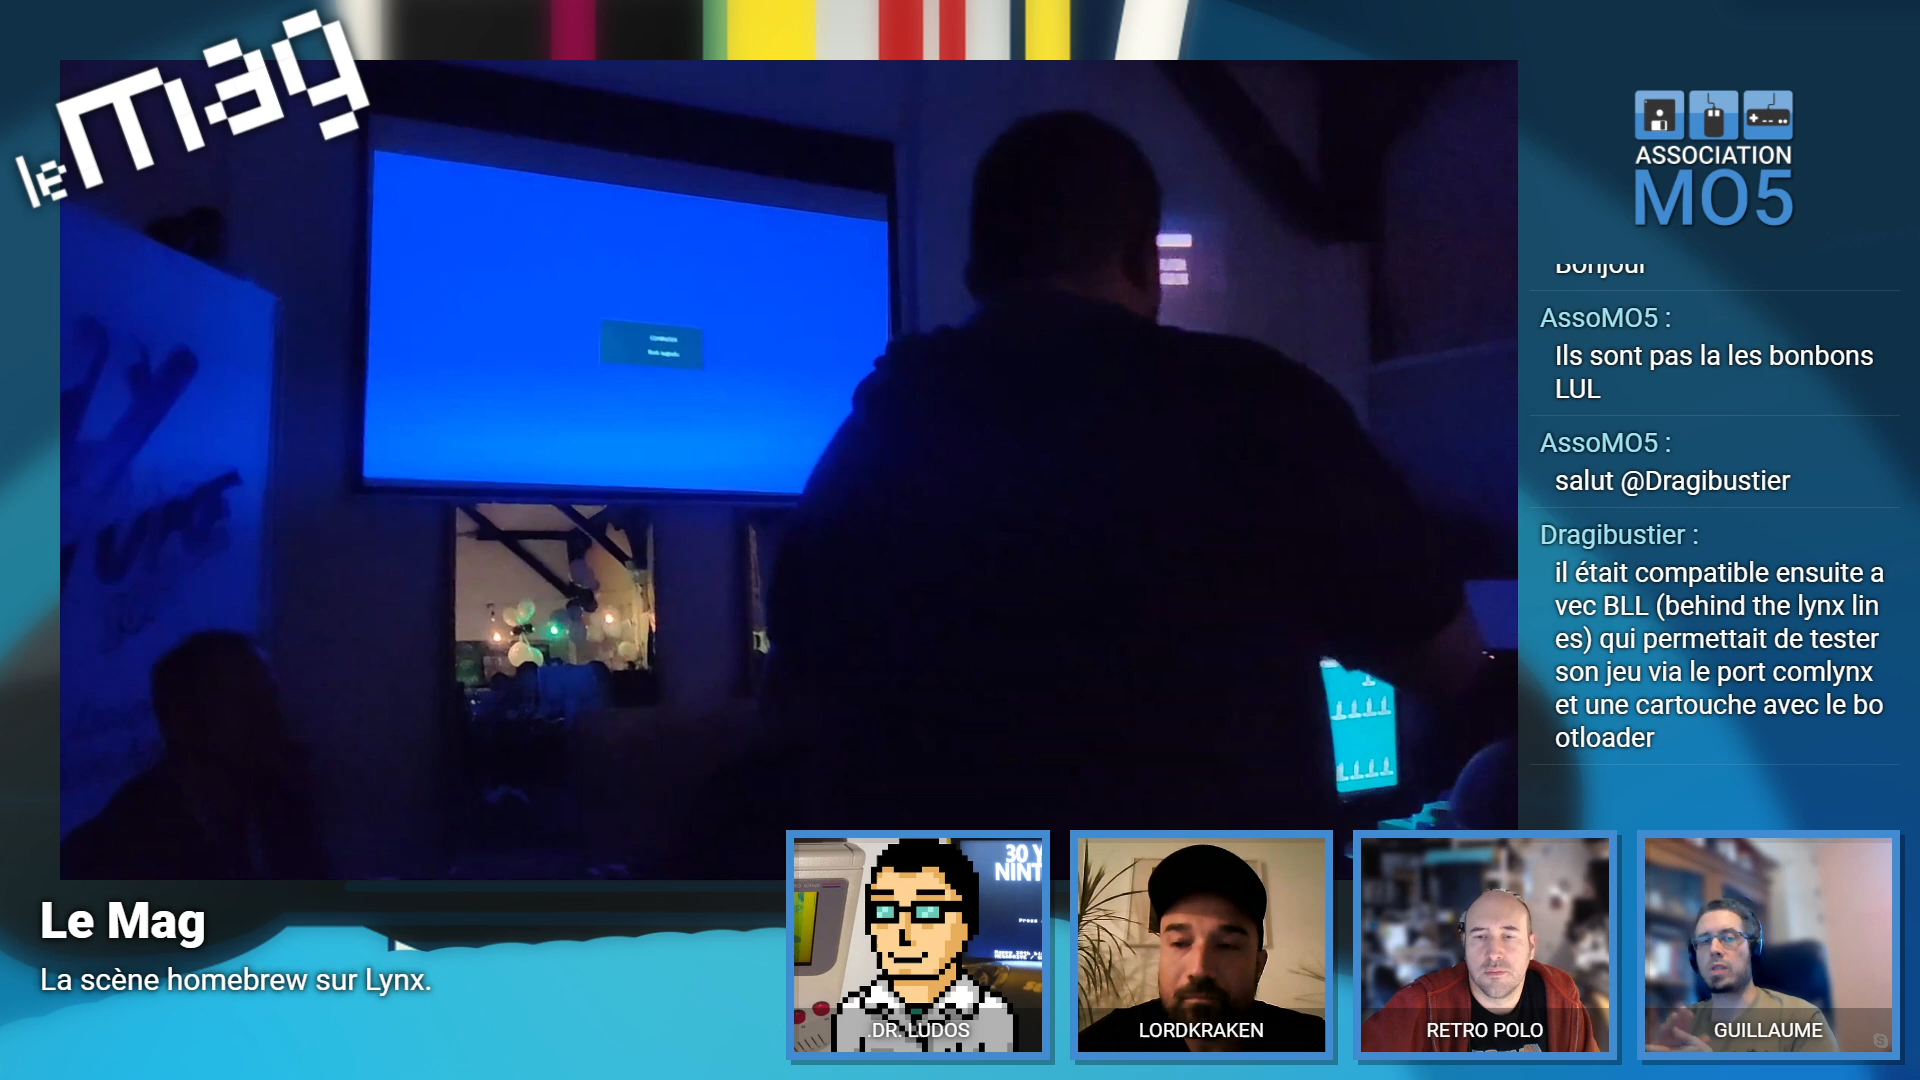 le mag
ASSOCIATION
MO5
Bonjour
AssoMO5 :
Ils sont pas la les bonbons
LUL
AssoMO5 :
salut @Dragibustier
Dragibustier :
il était compatible ensuite a
vec BLL (behind the lynx lin
es) qui permettait de tester
son jeu via le port comlynx
et une cartouche avec le bo
otloader
30 Y
NINT
Le Mag
La scène homebrew sur Lynx.
DR. LUDOS
LORDKRAKEN
RETRO POLO
GUILLAUME